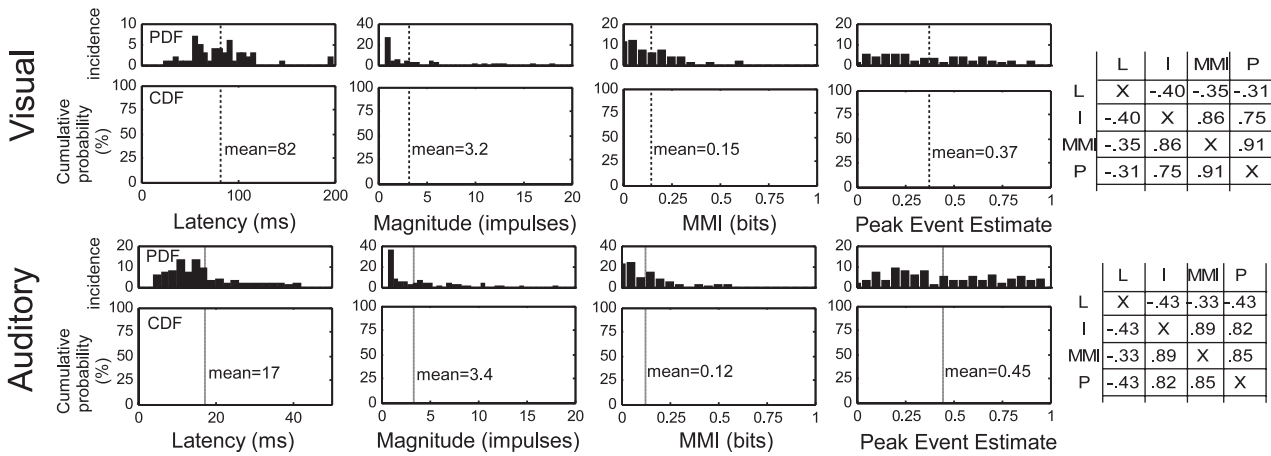 Visual
incidence
PDF
10
5
0
40
20
0
20
10
0
20
10
0
Cumulative
probability
(%)
CDF
100
75
50
25
0
mean=82
0 100 200
Latency (ms)
100
75
50
25
0
mean=3.2
0 5 10 15 20
Magnitude (impulses)
100
75
50
25
0
mean=0.15
0 0.25 0.5 0.75 1
MMI (bits)
100
75
50
25
0
mean=0.37
0 0.25 0.5 0.75 1
Peak Event Estimate
L I MMI P
L X -.40 -.35 -.31
I -.40 X .86 .75
MMI -.35 .86 X .91
P -.31 .75 .91 X
Auditory
incidence
PDF
20
10
0
40
20
0
40
20
0
20
10
0
Cumulative
probability
(%)
CDF
100
75
50
25
0
mean=17
0 20 40
Latency (ms)
100
75
50
25
0
mean=3.4
0 5 10 15 20
Magnitude (impulses)
100
75
50
25
0
mean=0.12
0 0.25 0.5 0.75 1
MMI (bits)
100
75
50
25
0
mean=0.45
0 0.25 0.5 0.75 1
Peak Event Estimate
L I MMI P
L X -.43 -.33 -.43
I -.43 X .89 .82
MMI -.33 .89 X .85
P -.43 .82 .85 X